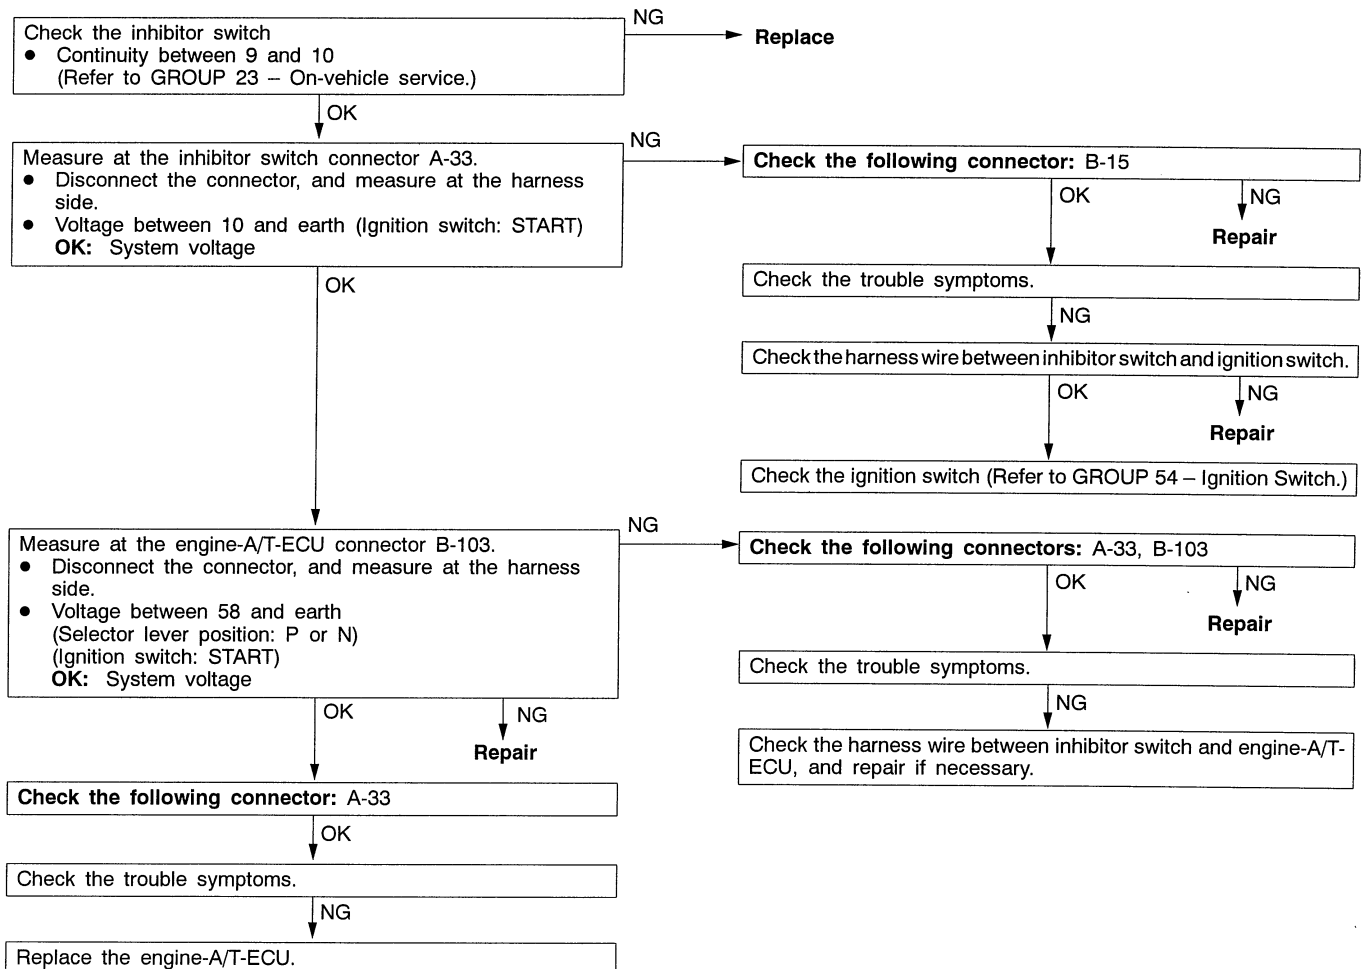 NG
Check the inhibitor switch
● Continuity between 9 and 10
(Refer to GROUP 23 – On-vehicle service.)
Replace
OK
NG
Measure at the inhibitor switch connector A-33.
● Disconnect the connector, and measure at the harness
side.
● Voltage between 10 and earth (Ignition switch: START)
OK: System voltage
Check the following connector: B-15
OK
NG
Repair
OK
Check the trouble symptoms.
NG
Check the harness wire between inhibitor switch and ignition switch.
OK
NG
Repair
Check the ignition switch (Refer to GROUP 54 – Ignition Switch.)
NG
Measure at the engine-A/T-ECU connector B-103.
● Disconnect the connector, and measure at the harness
side.
● Voltage between 58 and earth
(Selector lever position: P or N)
(Ignition switch: START)
OK: System voltage
Check the following connectors: A-33, B-103
OK
NG
Repair
Check the trouble symptoms.
NG
Check the harness wire between inhibitor switch and engine-A/T-
ECU, and repair if necessary.
OK
NG
Repair
Check the following connector: A-33
OK
Check the trouble symptoms.
NG
Replace the engine-A/T-ECU.